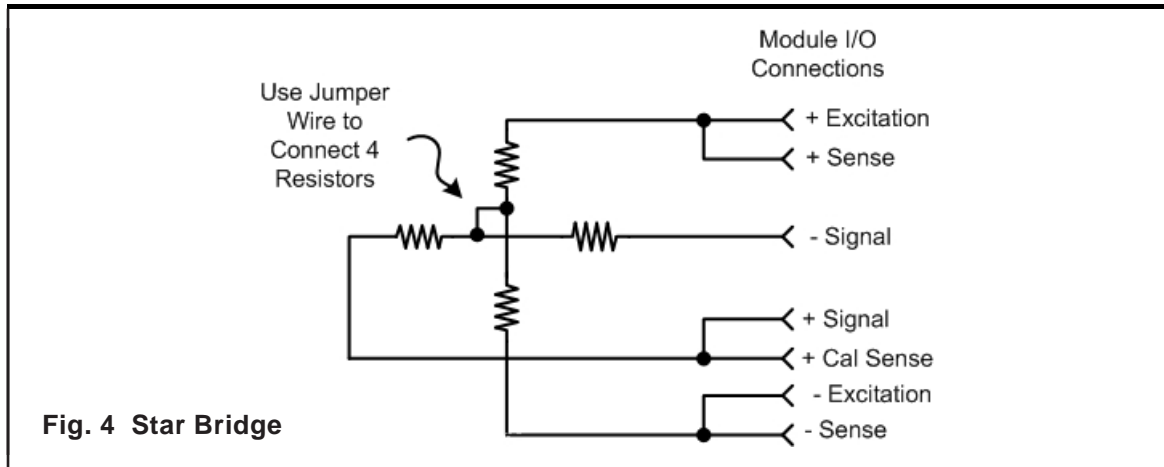 Module I/O
Connections
Use Jumper
Wire to
Connect 4
Resistors
+ Excitation
+ Sense
- Signal
+ Signal
+ Cal Sense
- Excitation
- Sense
Fig. 4 Star Bridge